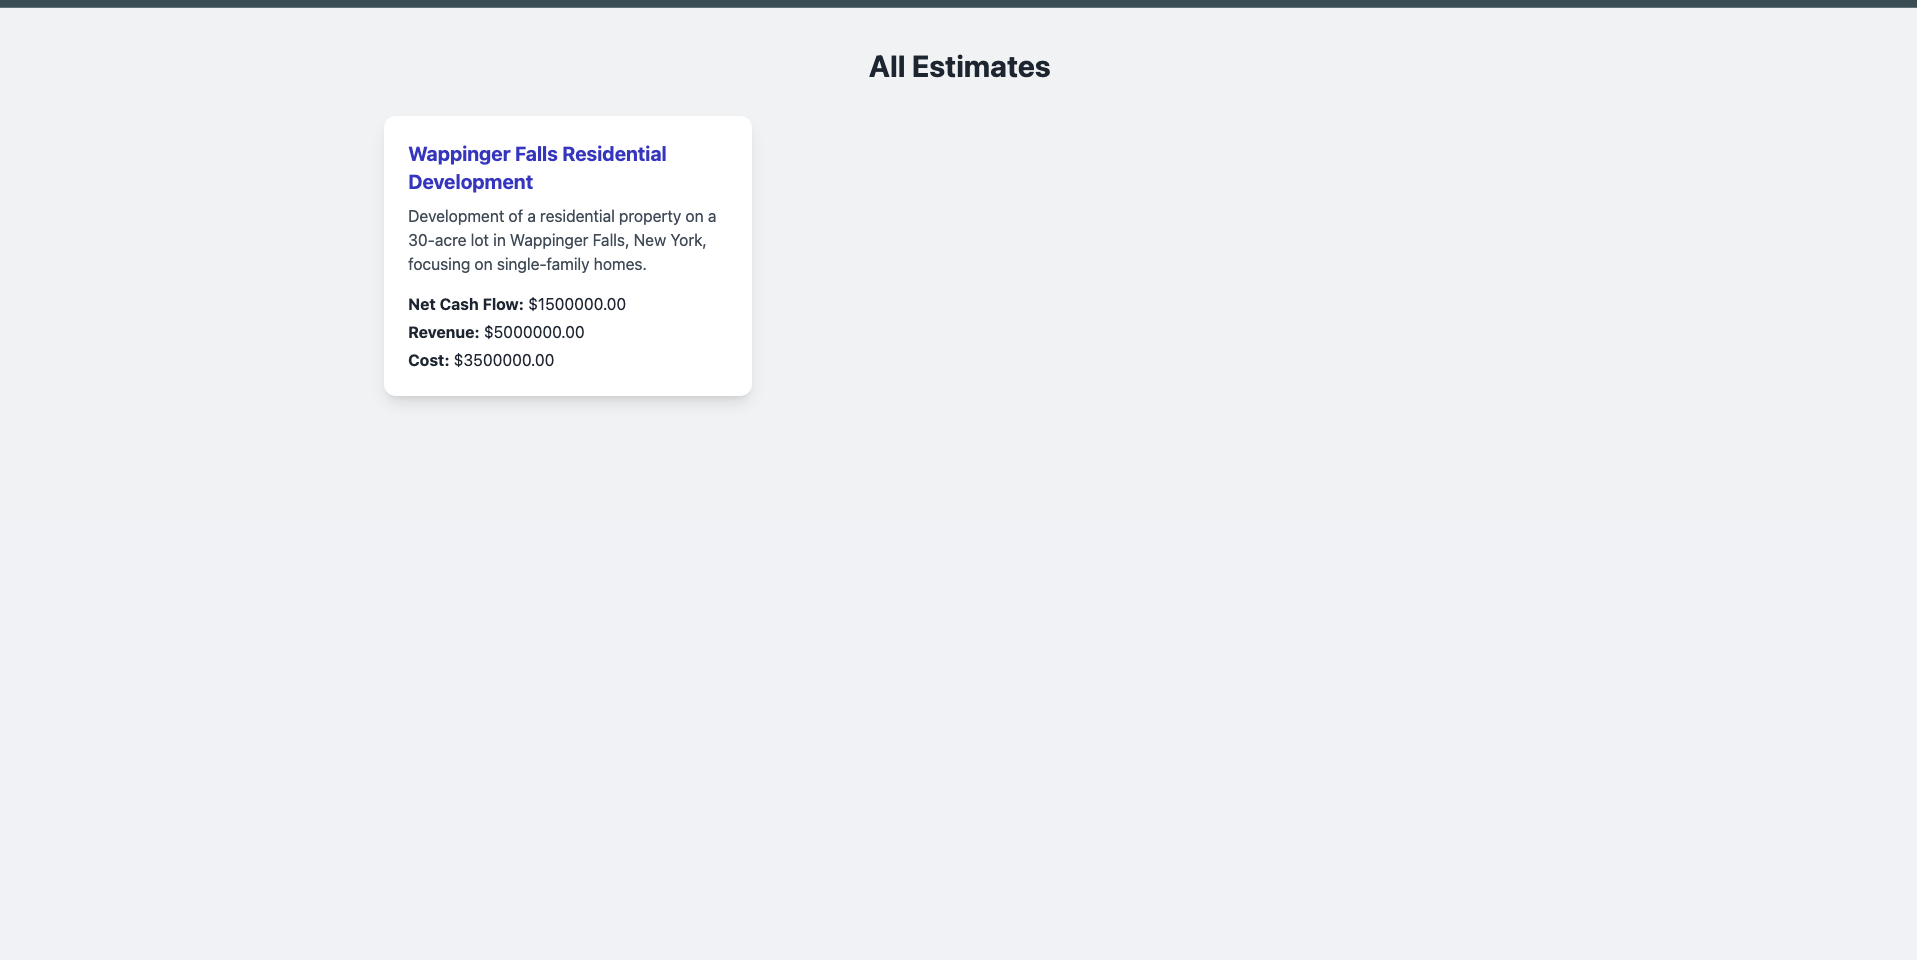 All Estimates
Wappinger Falls Residential
Development
Development of a residential property on a
30-acre lot in Wappinger Falls, New York,
focusing on single-family homes.
Net Cash Flow: $1500000.00
Revenue: $5000000.00
Cost: $3500000.00